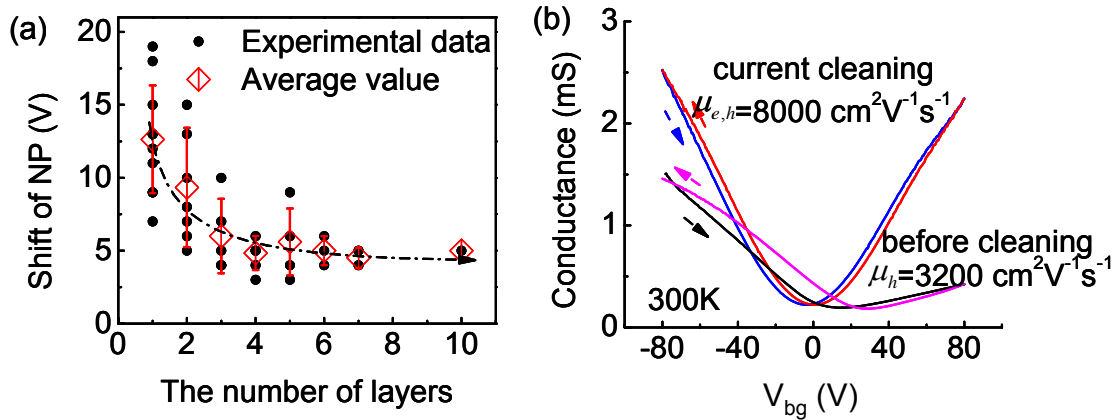 (a)
Shift of NP (V)
20
15
10
5
0
Experimental data
Average value
0 2 4 6 8 10
The number of layers
(b)
Conductance (mS)
3
2
1
0
current cleaning
μe,h=8000 cm²V⁻¹s⁻¹
before cleaning
μh=3200 cm²V⁻¹s⁻¹
300K
-80 -40 0 40 80
Vbg (V)